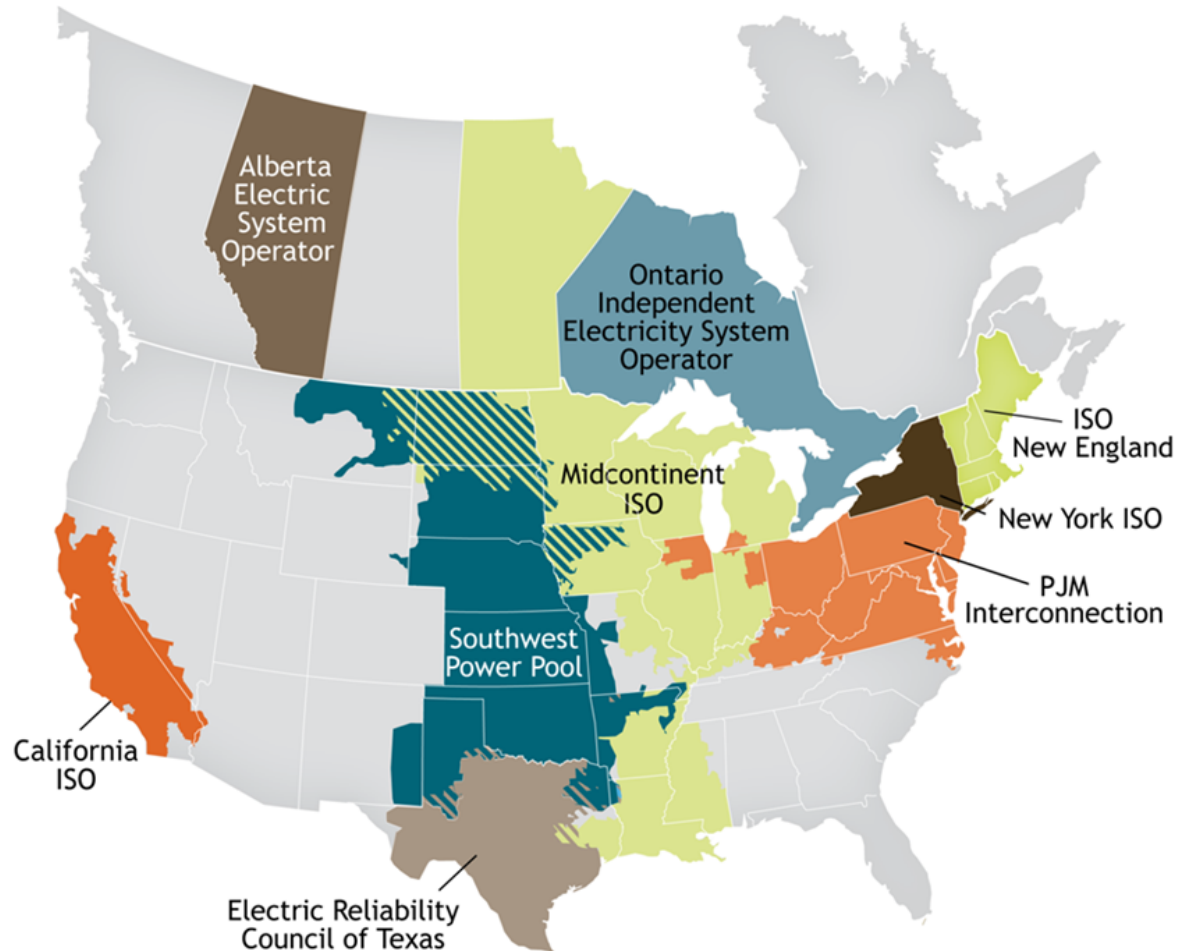 Alberta
Electric
System
Operator
Ontario
Independent
Electricity System
Operator
ISO
New England
Midcontinent
ISO
New York ISO
PJM
Interconnection
Southwest
Power Pool
California
ISO
Electric Reliability
Council of Texas